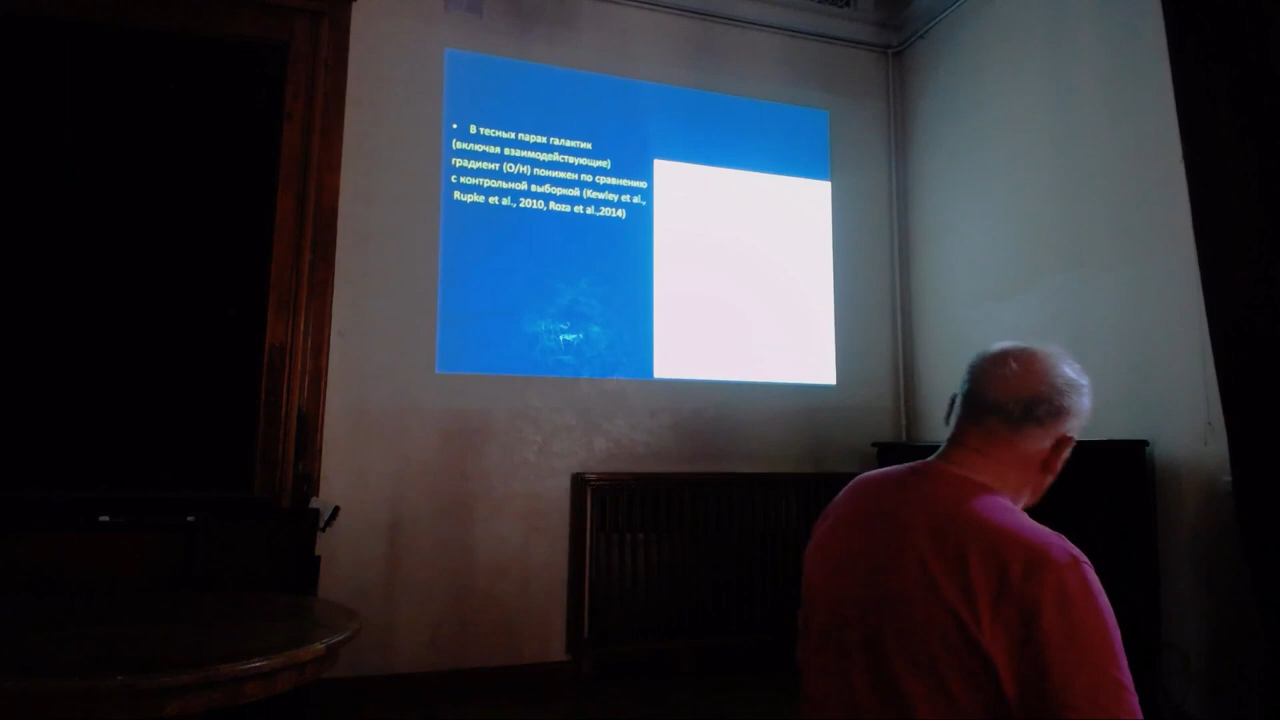 • В тесных парах галактик
(включая взаимодействующие)
градиент (O/H) понижен по сравнению
с контрольной выборкой (Kewley et al.,
Rupke et al., 2010, Roza et al.,2014)